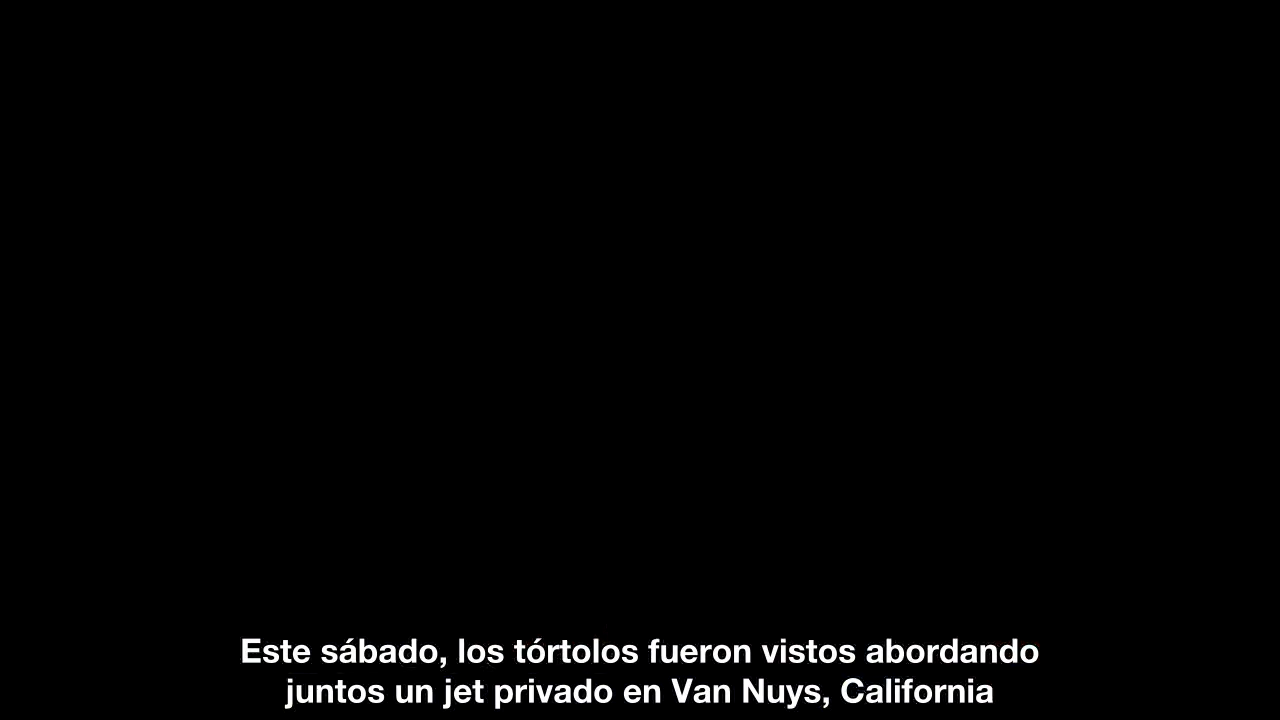 Este sábado, los tórtolos fueron vistos abordando
juntos un jet privado en Van Nuys, California